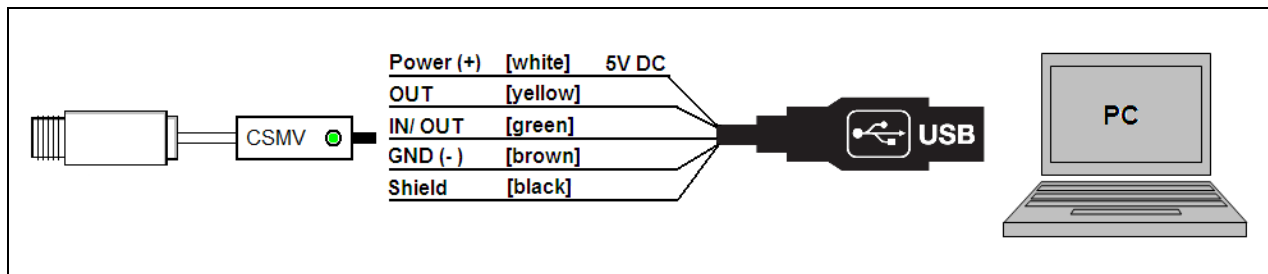 CSMV
Power (+) [white] 5V DC
OUT [yellow]
IN/ OUT [green]
GND (- ) [brown]
Shield [black]
USB
PC